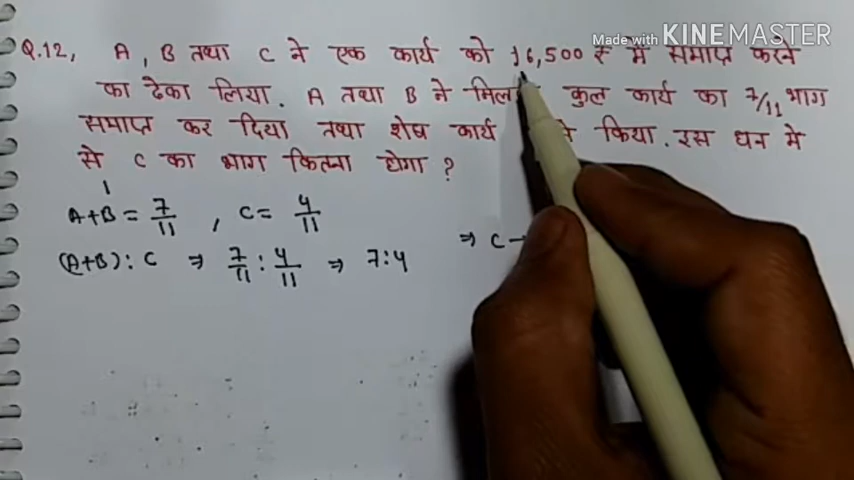 Made with KINEMASTER
Q.12, A, B तथा C ने एक कार्य को 16,500 ₹ में समाप्त करने
का ठेका लिया. A तथा B ने कुल कार्य का 7/11 भाग
समाप्त कर दिया तथा शेष कार्य किया. इस धन में
से C का भाग कितना होगा ?
A+B = 7/11 , C = 4/11
(A+B) : C ⇒ 7/11 : 4/11 ⇒ 7:4 ⇒ C